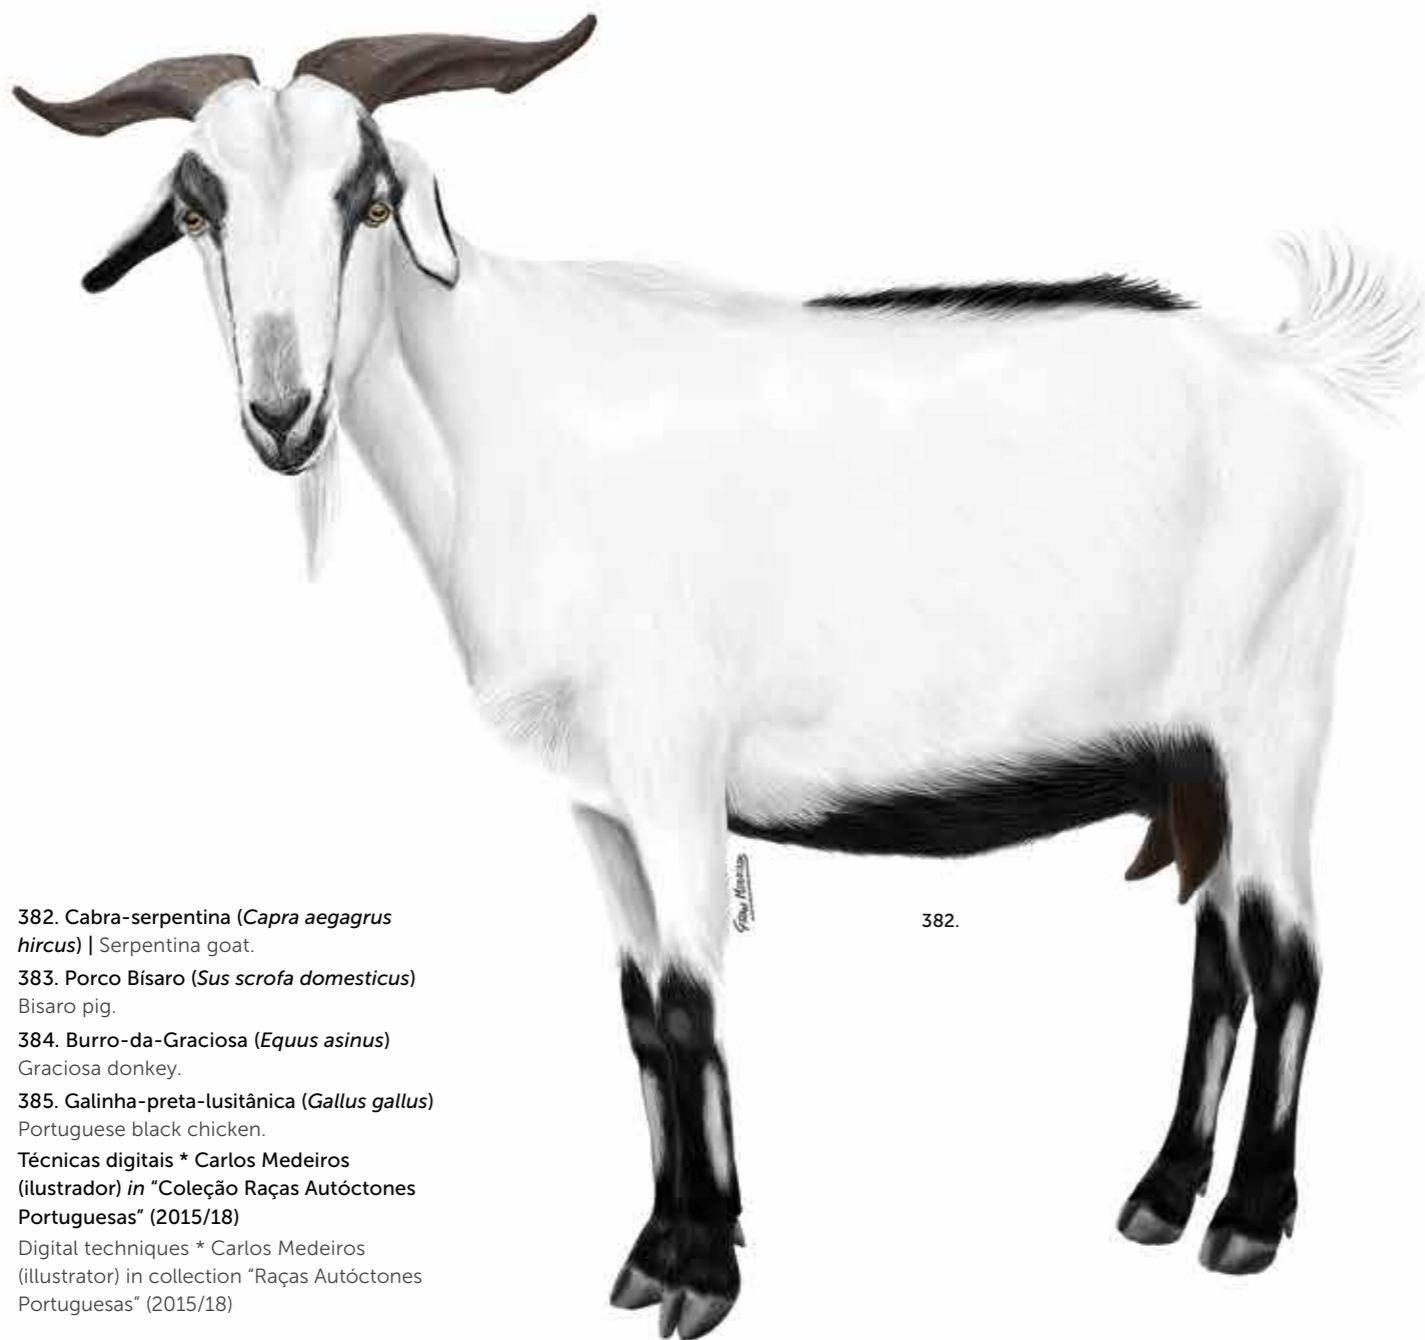 382. Cabra-serpentina (Capra aegagrus
hircus) | Serpentina goat.
383. Porco Bísaro (Sus scrofa domesticus)
Bisaro pig.
384. Burro-da-Graciosa (Equus asinus)
Graciosa donkey.
385. Galinha-preta-lusitânica (Gallus gallus)
Portuguese black chicken.
Técnicas digitais * Carlos Medeiros
(ilustrador) in “Coleção Raças Autóctones
Portuguesas” (2015/18)
Digital techniques * Carlos Medeiros
(illustrator) in collection “Raças Autóctones
Portuguesas” (2015/18)
382.